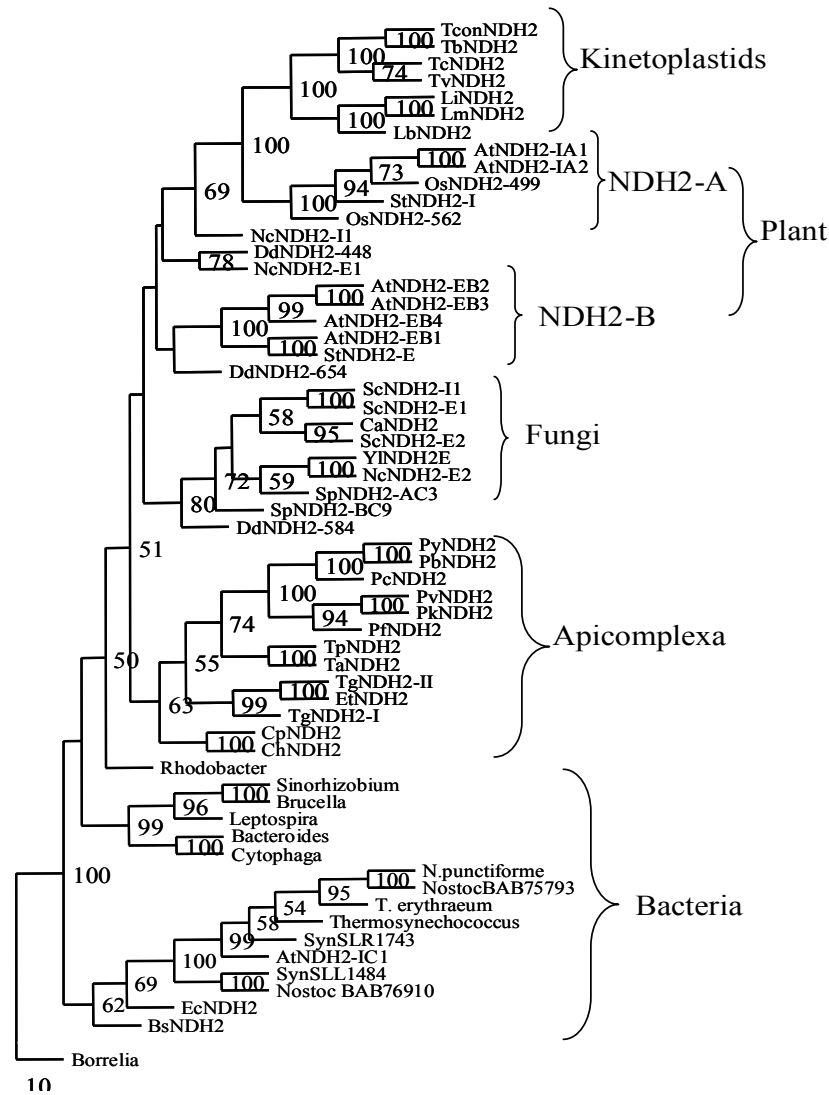 TconNDH2
100
TbNDH2
100
TcNDH2
74
TvNDH2
Kinetoplastids
100
LiNDH2
100
LmNDH2
100
LbNDH2
100
AtNDH2-IA1
100
AtNDH2-IA2
73
OsNDH2-499
NDH2-A
94
StNDH2-I
69
100
OsNDH2-562
Plant
NcNDH2-I1
DdNDH2-448
78
NcNDH2-E1
AtNDH2-EB2
100
AtNDH2-EB3
99
AtNDH2-EB4
NDH2-B
100
AtNDH2-EB1
100
StNDH2-E
DdNDH2-654
ScNDH2-I1
100
ScNDH2-E1
58
CaNDH2
95
ScNDH2-E2
Fungi
YlNDH2E
100
NcNDH2-E2
72
59
SpNDH2-AC3
80
SpNDH2-BC9
DdNDH2-584
51
PyNDH2
100
PbNDH2
100
PcNDH2
100
PvNDH2
100
PkNDH2
94
74
PfNDH2
Apicomplexa
TpNDH2
100
TaNDH2
55
50
TgNDH2-II
100
EtNDH2
99
63
TgNDH2-I
CpNDH2
100
ChNDH2
Rhodobacter
Sinorhizobium
100
Brucella
96
Leptospira
99
Bacteroides
100
Cytophaga
100
N.punctiforme
100
NostocBAB75793
95
T. erythraeum
54
Thermosynechococcus
Bacteria
58
SynSLR1743
99
AtNDH2-IC1
100
SynSLL1484
100
Nostoc BAB76910
69
EcNDH2
62
BsNDH2
Borrelia
10